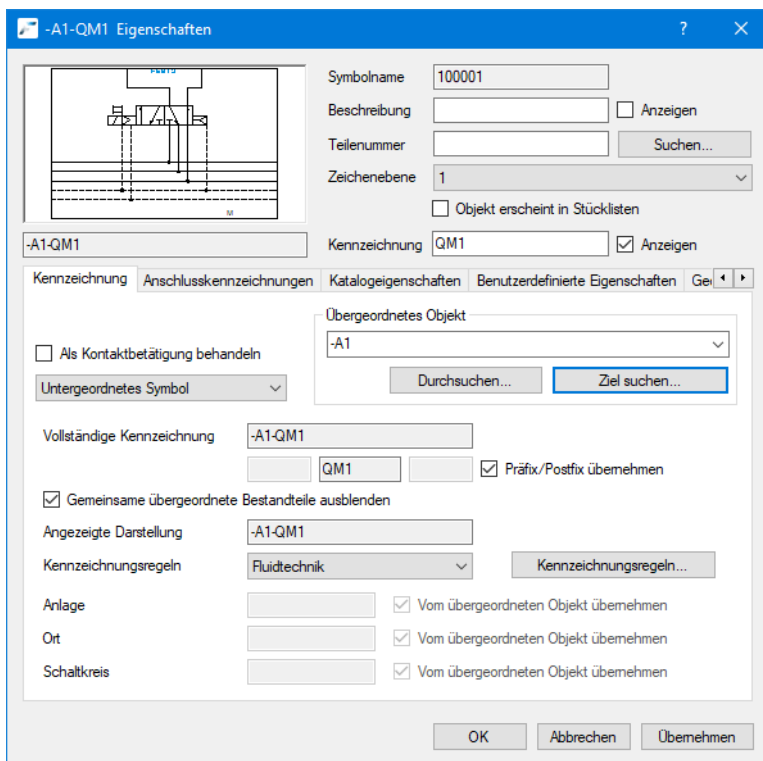 -A1-QM1 Eigenschaften
?
Symbolname 100001
Beschreibung Anzeigen
Teilenummer Suchen...
Zeichenebene 1
Objekt erscheint in Stücklisten
M
-A1-QM1 Kennzeichnung QM1 Anzeigen
Kennzeichnung Anschlusskennzeichnungen Katalogeigenschaften Benutzerdefinierte Eigenschaften
Übergeordnetes Objekt
-A1
Als Kontaktbetätigung behandeln
Untergeordnetes Symbol Durchsuchen... Ziel suchen...
Vollständige Kennzeichnung -A1-QM1
QM1 Präfix/Postfix übernehmen
Gemeinsame übergeordnete Bestandteile ausblenden
Angezeigte Darstellung -A1-QM1
Kennzeichnungsregeln Fluidtechnik Kennzeichnungsregeln...
Anlage Vom übergeordneten Objekt übernehmen
Ort Vom übergeordneten Objekt übernehmen
Schaltkreis Vom übergeordneten Objekt übernehmen
OK Abbrechen Übernehmen